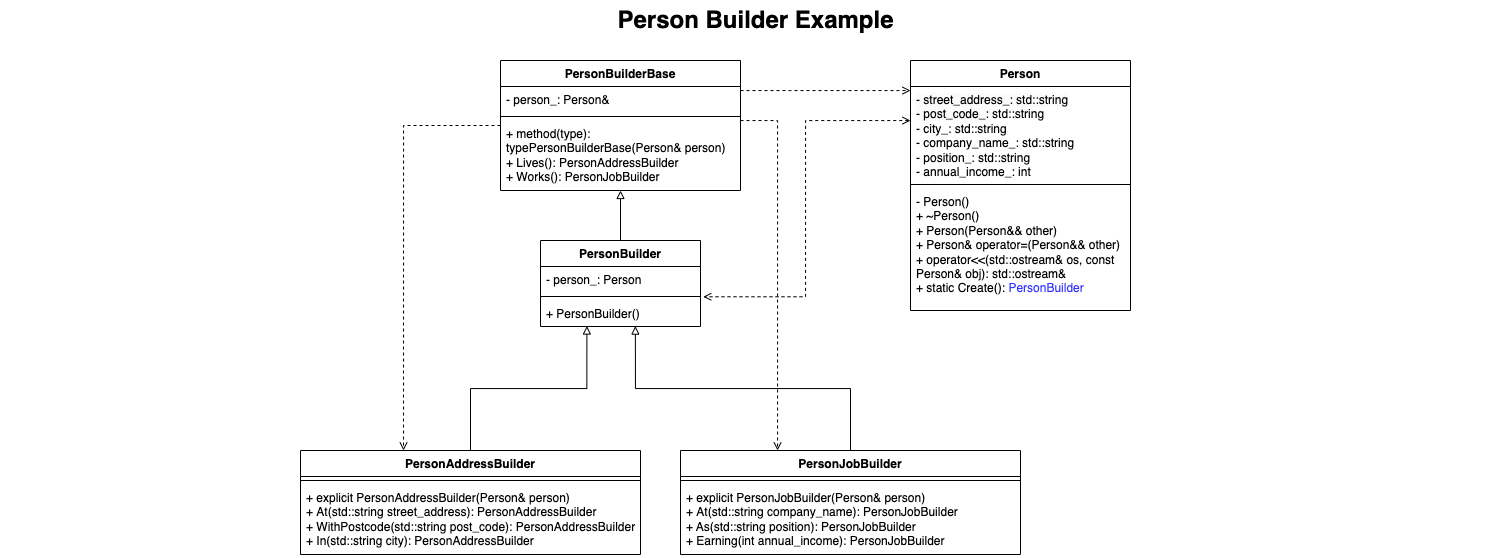 Person Builder Example
PersonBuilderBase
- person_: Person&
+ method(type):
typePersonBuilderBase(Person& person)
+ Lives(): PersonAddressBuilder
+ Works(): PersonJobBuilder
Person
- street_address_: std::string
- post_code_: std::string
- city_: std::string
- company_name_: std::string
- position_: std::string
- annual_income_: int
- Person()
+ ~Person()
+ Person(Person&& other)
+ Person& operator=(Person&& other)
+ operator<<(std::ostream& os, const
Person& obj): std::ostream&
+ static Create(): PersonBuilder
PersonBuilder
- person_: Person
+ PersonBuilder()
PersonAddressBuilder
+ explicit PersonAddressBuilder(Person& person)
+ At(std::string street_address): PersonAddressBuilder
+ WithPostcode(std::string post_code): PersonAddressBuilder
+ In(std::string city): PersonAddressBuilder
PersonJobBuilder
+ explicit PersonJobBuilder(Person& person)
+ At(std::string company_name): PersonJobBuilder
+ As(std::string position): PersonJobBuilder
+ Earning(int annual_income): PersonJobBuilder